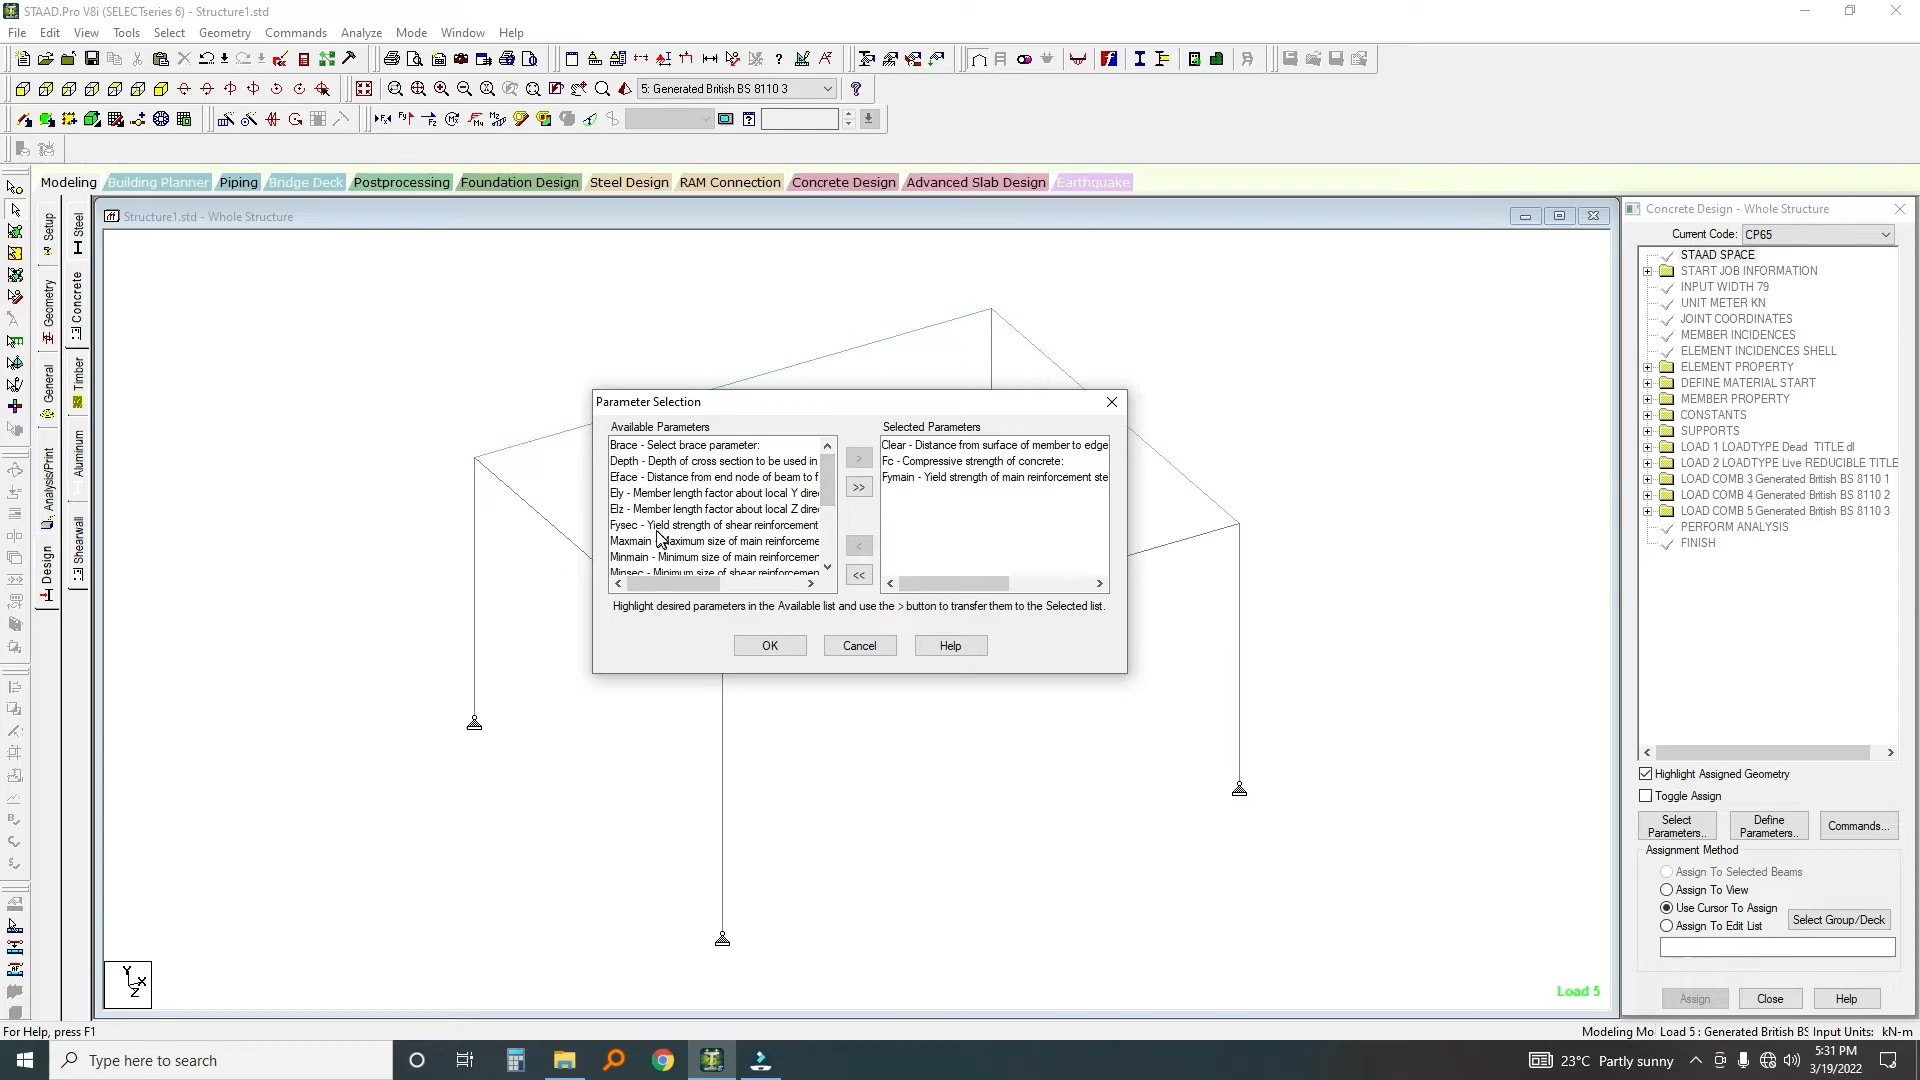 STAAD.Pro V8i (SELECTseries 6) - Structure1.std
File Edit View Tools Select Geometry Commands Analyze Mode Window Help
5: Generated British BS 8110 3
Modeling Building Planner Piping Bridge Deck Postprocessing Foundation Design Steel Design RAM Connection Concrete Design Advanced Slab Design Earthquake
Setup
Geometry
General
Analysis/Print
Design
Steel
Concrete
Timber
Aluminum
Shearwall
Structure1.std - Whole Structure
Parameter Selection
Available Parameters
Brace - Select brace parameter:
Depth - Depth of cross section to be used in
Eface - Distance from end node of beam to f
Ely - Member length factor about local Y dire
Elz - Member length factor about local Z dire
Fysec - Yield strength of shear reinforcement
Maxmain - Maximum size of main reinforceme
Minmain - Minimum size of main reinforcemer
Minsec - Minimum size of shear reinforcemen
Selected Parameters
Clear - Distance from surface of member to edge
Fc - Compressive strength of concrete:
Fymain - Yield strength of main reinforcement ste
> 
>>
<
<<
Highlight desired parameters in the Available list and use the > button to transfer them to the Selected list.
OK Cancel Help
Y
X
Z
Load 5
Concrete Design - Whole Structure
Current Code: CP65
STAAD SPACE
START JOB INFORMATION
INPUT WIDTH 79
UNIT METER KN
JOINT COORDINATES
MEMBER INCIDENCES
ELEMENT INCIDENCES SHELL
ELEMENT PROPERTY
DEFINE MATERIAL START
MEMBER PROPERTY
CONSTANTS
SUPPORTS
LOAD 1 LOADTYPE Dead TITLE dl
LOAD 2 LOADTYPE Live REDUCIBLE TITLE
LOAD COMB 3 Generated British BS 8110 1
LOAD COMB 4 Generated British BS 8110 2
LOAD COMB 5 Generated British BS 8110 3
PERFORM ANALYSIS
FINISH
Highlight Assigned Geometry
Toggle Assign
Select Parameters..
Define Parameters..
Commands...
Assignment Method
Assign To Selected Beams
Assign To View
Use Cursor To Assign
Select Group/Deck
Assign To Edit List
Assign Close Help
For Help, press F1
Modeling Mo Load 5 : Generated British BS Input Units: kN-m
Type here to search
23°C Partly sunny
5:31 PM
3/19/2022